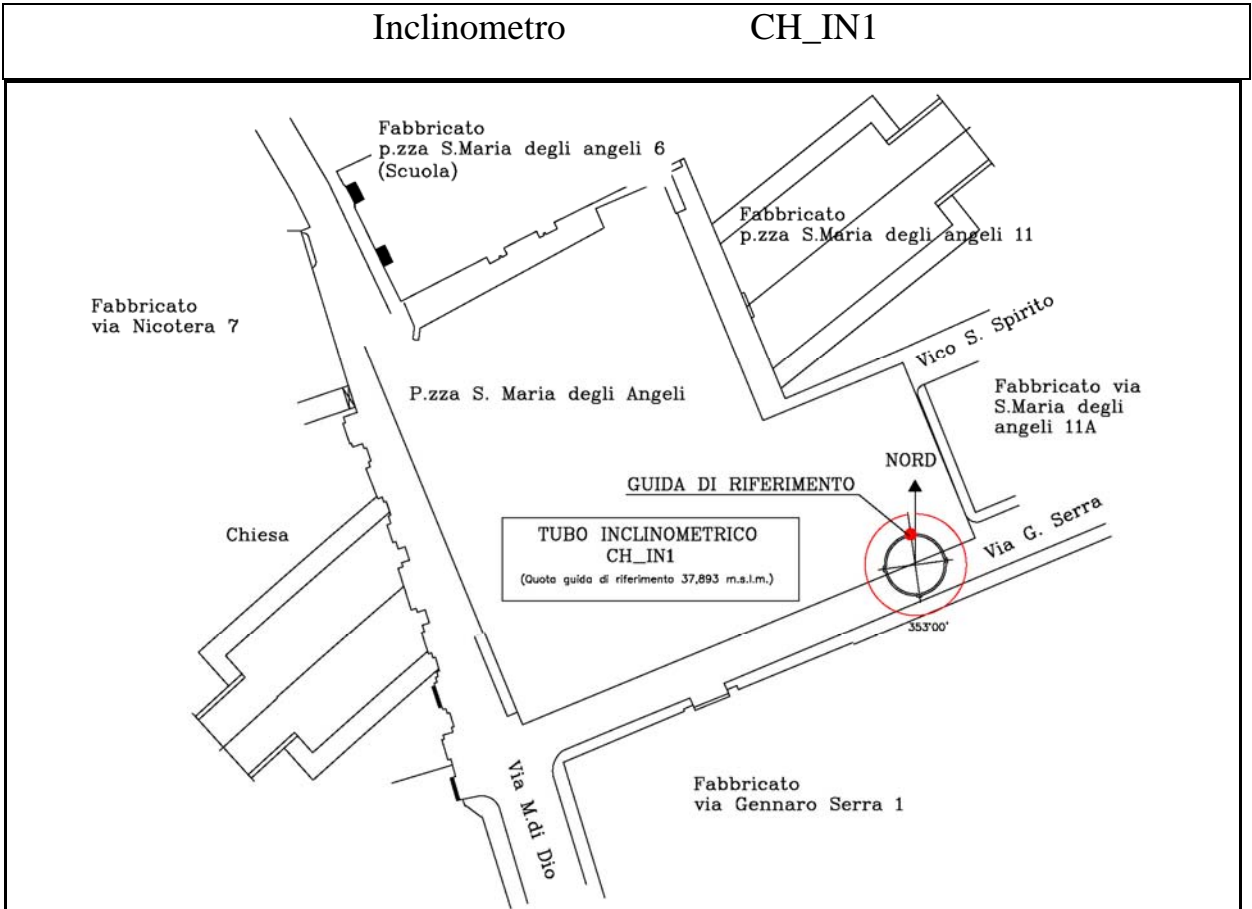 Inclinometro CH_IN1
Fabbricato
p.zza S.Maria degli angeli 6
(Scuola)
Fabbricato
p.zza S.Maria degli angeli 11
Fabbricato
via Nicotera 7
Vico S. Spirito
P.zza S. Maria degli Angeli
Fabbricato via
S.Maria degli
angeli 11A
NORD
GUIDA DI RIFERIMENTO
Chiesa
TUBO INCLINOMETRICO
CH_IN1
(Quota guida di riferimento 37,893 m.s.l.m.)
Via G. Serra
353°00'
Via M.di Dio
Fabbricato
via Gennaro Serra 1